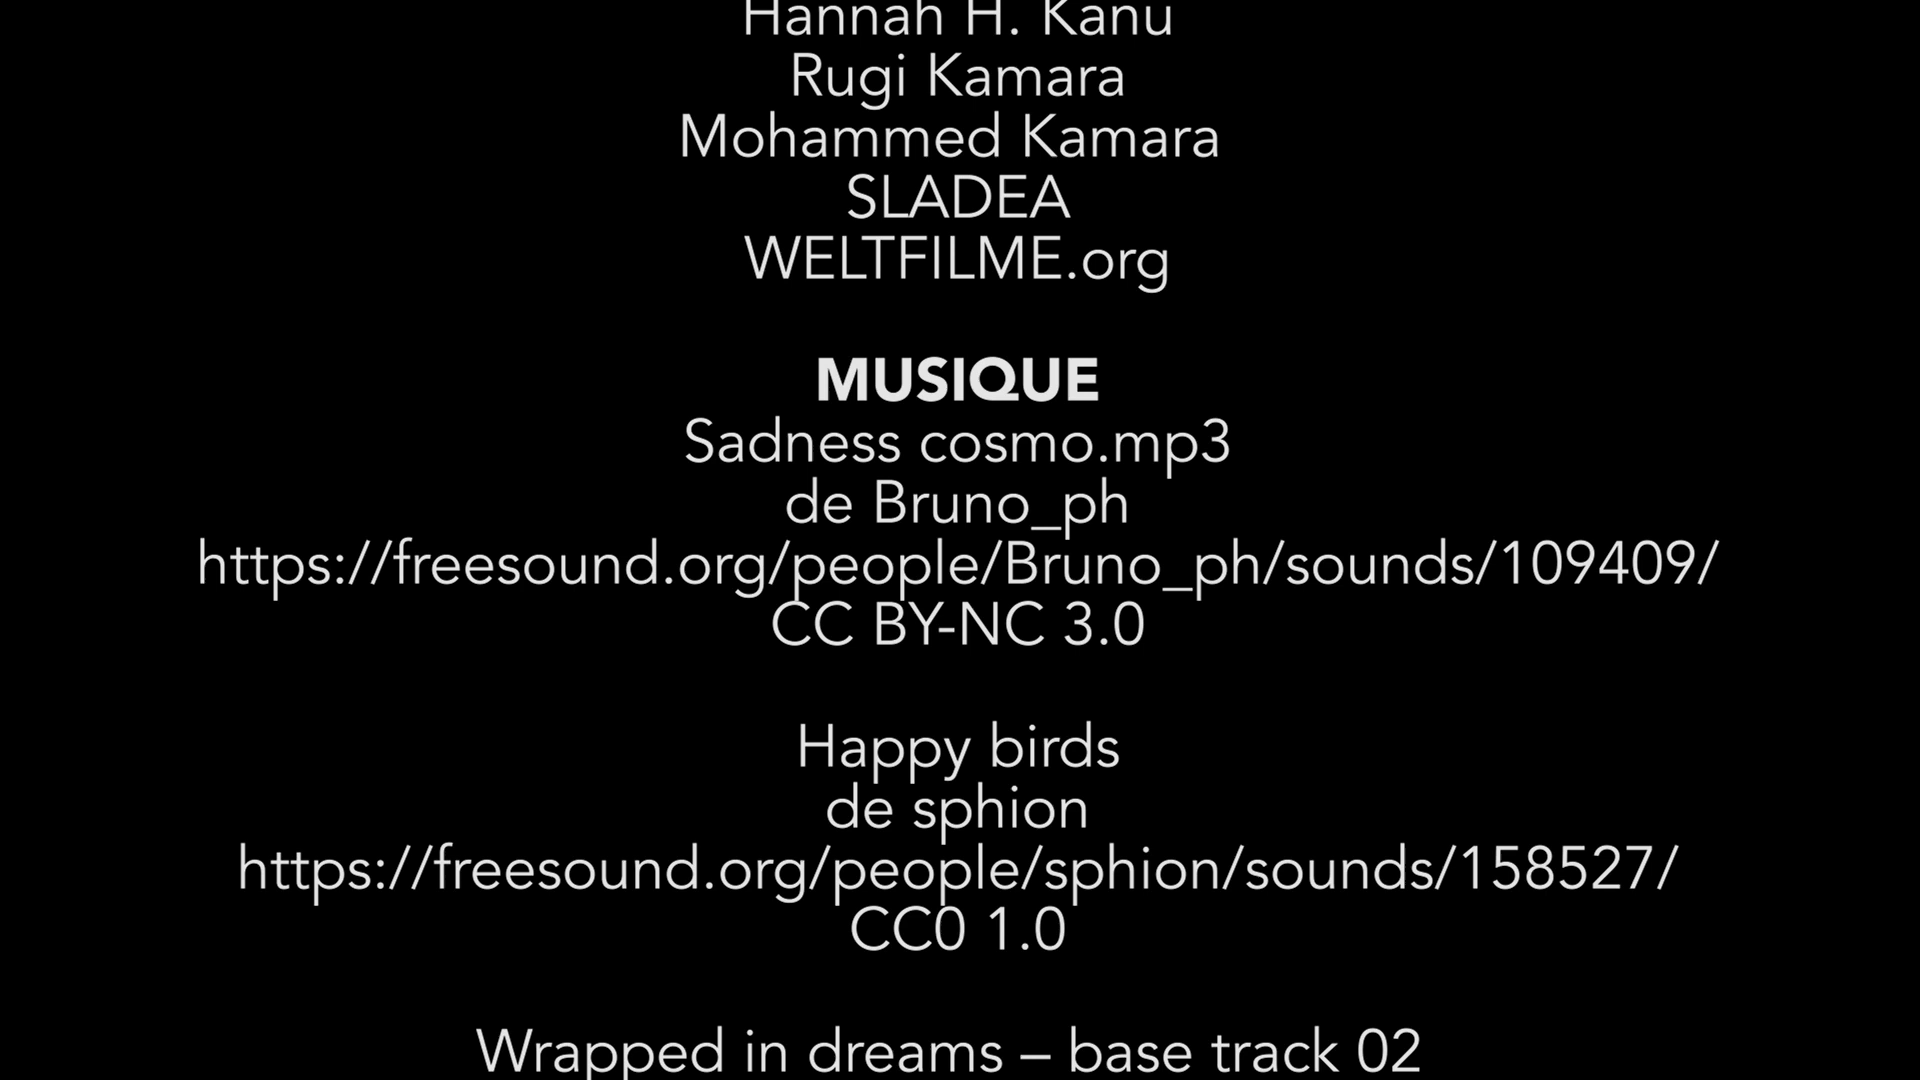 Hannah H. Kanu
Rugi Kamara
Mohammed Kamara
SLADEA
WELTFILME.org
MUSIQUE
Sadness cosmo.mp3
de Bruno_ph
https://freesound.org/people/Bruno_ph/sounds/109409/
CC BY-NC 3.0
Happy birds
de sphion
https://freesound.org/people/sphion/sounds/158527/
CC0 1.0
Wrapped in dreams – base track 02